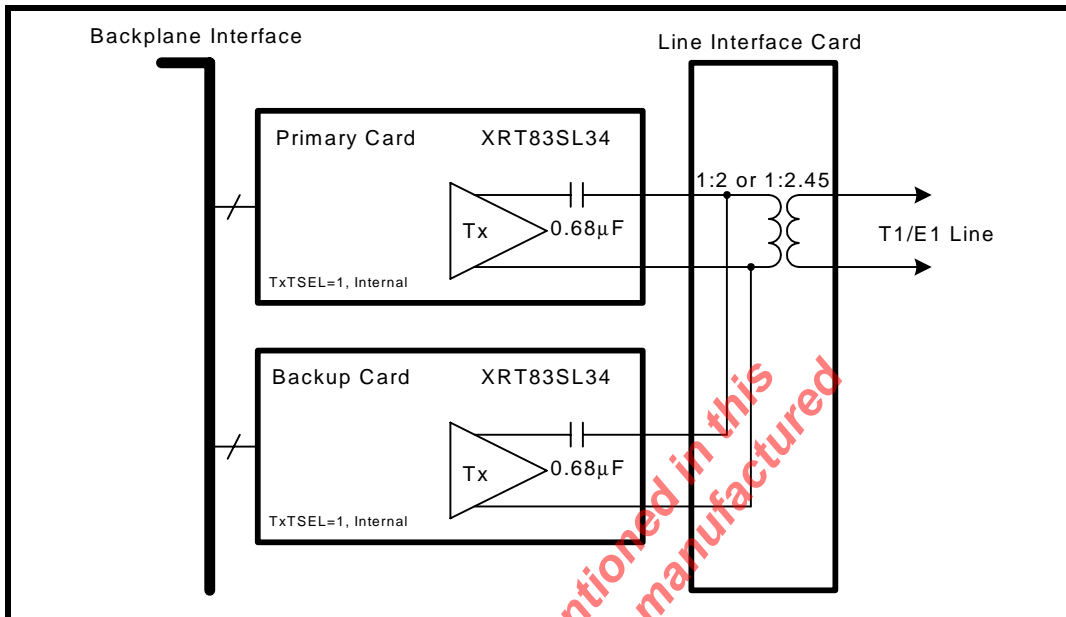 Backplane Interface
Line Interface Card
Primary Card XRT83SL34
1:2 or 1:2.45
Tx 0.68μF
T1/E1 Line
TxTSEL=1, Internal
Backup Card XRT83SL34
Tx 0.68μF
TxTSEL=1, Internal
ntioned in this
manufactured